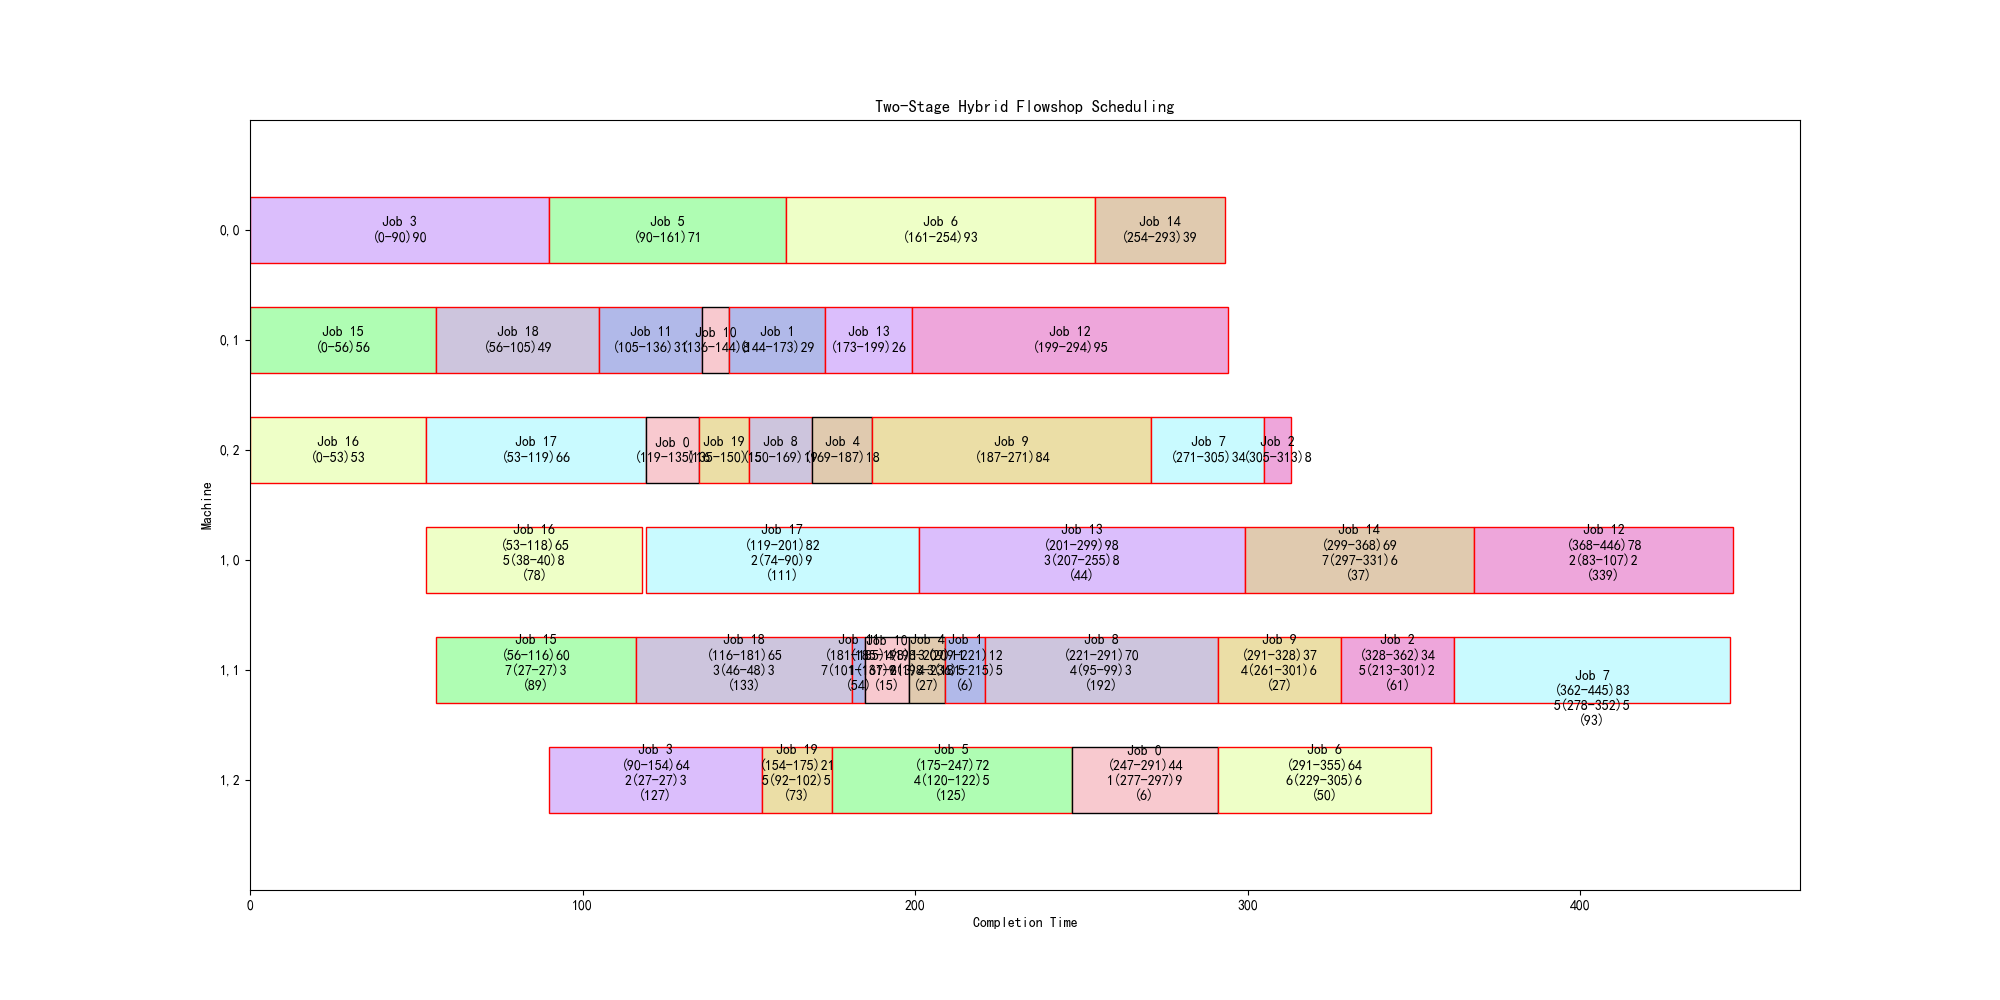 Two-Stage Hybrid Flowshop Scheduling
Machine
0,0
Job 3
(0-90)90
Job 5
(90-161)71
Job 6
(161-254)93
Job 14
(254-293)39
0,1
Job 15
(0-56)56
Job 18
(56-105)49
Job 11
(105-136)31
Job 10
(136-144)8
Job 1
(144-173)29
Job 13
(173-199)26
Job 12
(199-294)95
0,2
Job 16
(0-53)53
Job 17
(53-119)66
Job 0
(119-135)16
Job 19
(135-150)15
Job 8
(150-169)19
Job 4
(169-187)18
Job 9
(187-271)84
Job 7
(271-305)34
Job 2
(305-313)8
1,0
Job 16
(53-118)65
5(38-40)8
(78)
Job 17
(119-201)82
2(74-90)9
(111)
Job 13
(201-299)98
3(207-255)8
(44)
Job 14
(299-368)69
7(297-331)6
(37)
Job 12
(368-446)78
2(83-107)2
(339)
1,1
Job 15
(56-116)60
7(27-27)3
(89)
Job 18
(116-181)65
3(46-48)3
(133)
Job 11
(54)
Job 10
(15)
Job 4
(27)
Job 1
(6)
Job 8
(221-291)70
4(95-99)3
(192)
Job 9
(291-328)37
4(261-301)6
(27)
Job 2
(328-362)34
5(213-301)2
(61)
Job 7
(362-445)83
5(278-352)5
(93)
1,2
Job 3
(90-154)64
2(27-27)3
(127)
Job 19
(154-175)21
5(92-102)5
(73)
Job 5
(175-247)72
4(120-122)5
(125)
Job 0
(247-291)44
1(277-297)9
(6)
Job 6
(291-355)64
6(229-305)6
(50)
0
100
200
300
400
Completion Time